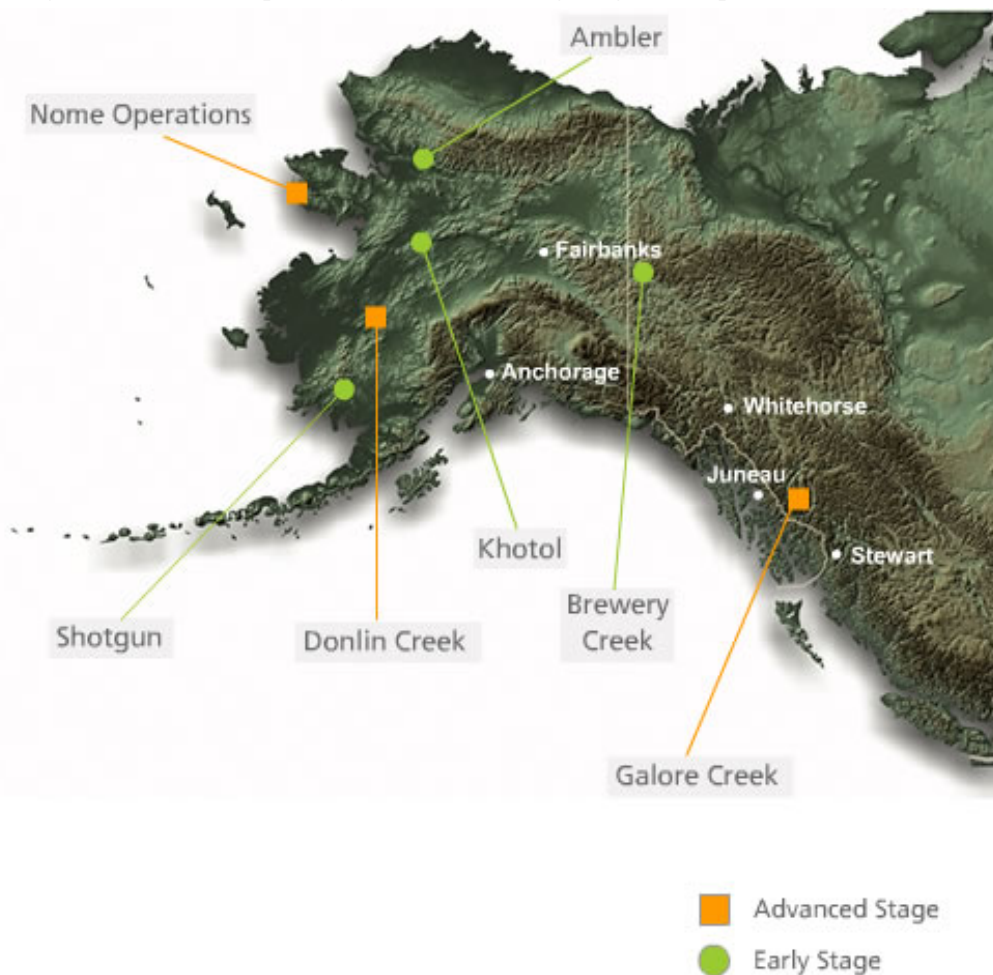 Ambler
Nome Operations
Fairbanks
Anchorage
Whitehorse
Juneau
Khotol
Stewart
Brewery
Creek
Shotgun
Donlin Creek
Galore Creek
Advanced Stage
Early Stage